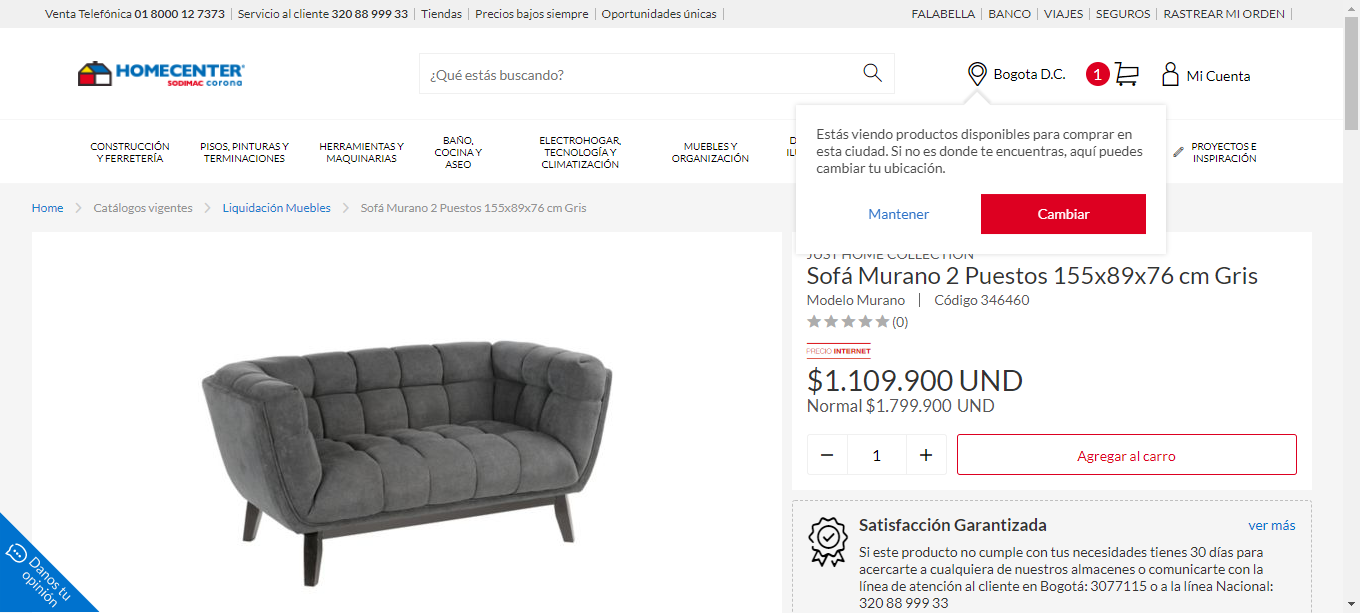 Venta Telefónica 01 8000 12 7373 | Servicio al cliente 320 88 999 33 | Tiendas | Precios bajos siempre | Oportunidades únicas |
FALABELLA | BANCO | VIAJES | SEGUROS | RASTREAR MI ORDEN |
HOMECENTER
SODIMAC corona
¿Qué estás buscando?
Bogota D.C.
1
Mi Cuenta
CONSTRUCCIÓN
Y FERRETERÍA
PISOS, PINTURAS Y
TERMINACIONES
HERRAMIENTAS Y
MAQUINARIAS
BAÑO,
COCINA Y
ASEO
ELECTROHOGAR,
TECNOLOGÍA Y
CLIMATIZACIÓN
MUEBLES Y
ORGANIZACIÓN
PROYECTOS E
INSPIRACIÓN
Estás viendo productos disponibles para comprar en
esta ciudad. Si no es donde te encuentras, aquí puedes
cambiar tu ubicación.
Mantener
Cambiar
Home > Catálogos vigentes > Liquidación Muebles > Sofá Murano 2 Puestos 155x89x76 cm Gris
JUST HOME COLLECTION
Sofá Murano 2 Puestos 155x89x76 cm Gris
Modelo Murano | Código 346460
(0)
PRECIO INTERNET
$1.109.900 UND
Normal $1.799.900 UND
− 1 +
Agregar al carro
Satisfacción Garantizada
ver más
Si este producto no cumple con tus necesidades tienes 30 días para
acercarte a cualquiera de nuestros almacenes o comunicarte con la
línea de atención al cliente en Bogotá: 3077115 o a la línea Nacional:
320 88 999 33
Danos tu
opinión